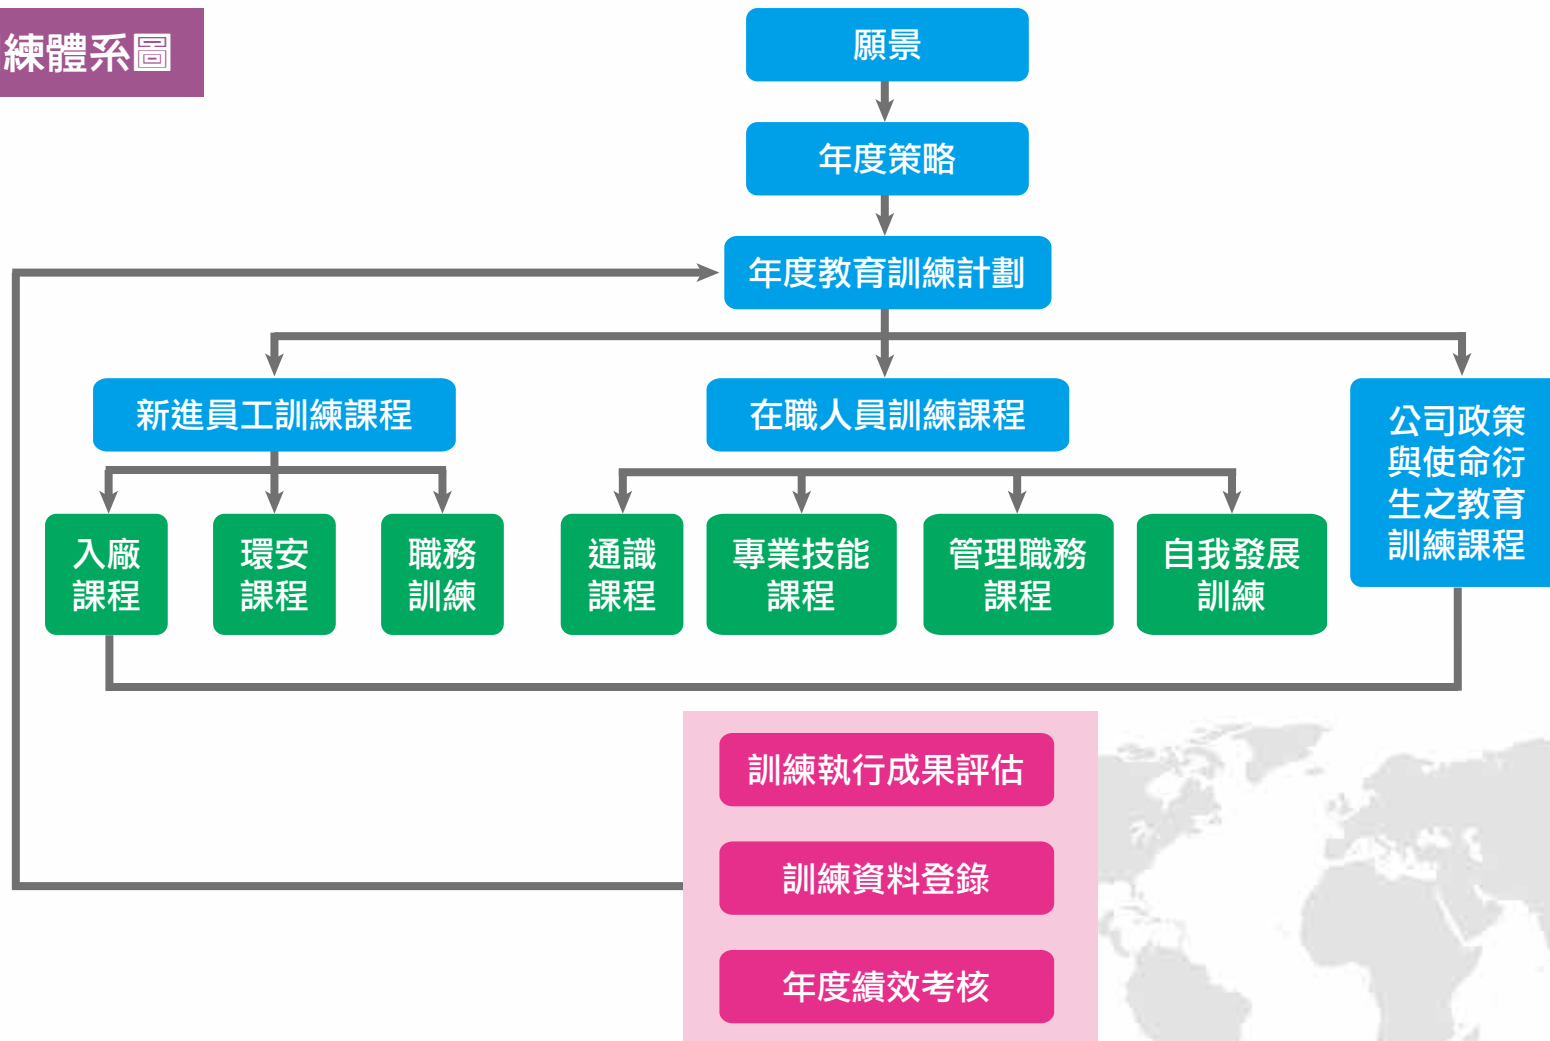 練體系圖
願景
年度策略
年度教育訓練計劃
新進員工訓練課程
在職人員訓練課程
公司政策
與使命衍
生之教育
訓練課程
入廠
課程
環安
課程
職務
訓練
通識
課程
專業技能
課程
管理職務
課程
自我發展
訓練
訓練執行成果評估
訓練資料登錄
年度績效考核